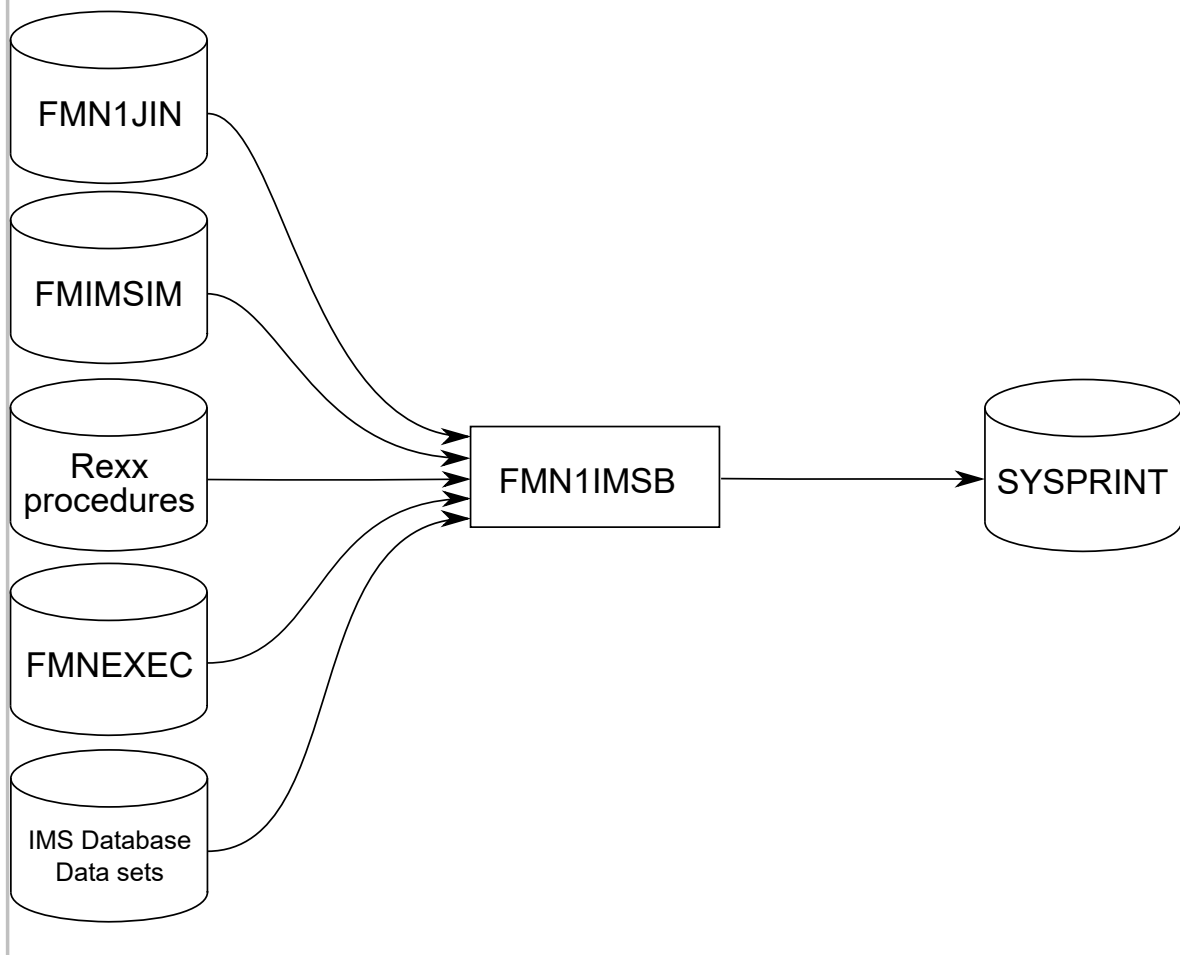 FMN1JIN
FMIMSIM
Rexx
procedures
FMN1IMSB
SYSPRINT
FMNEXEC
IMS Database
Data sets